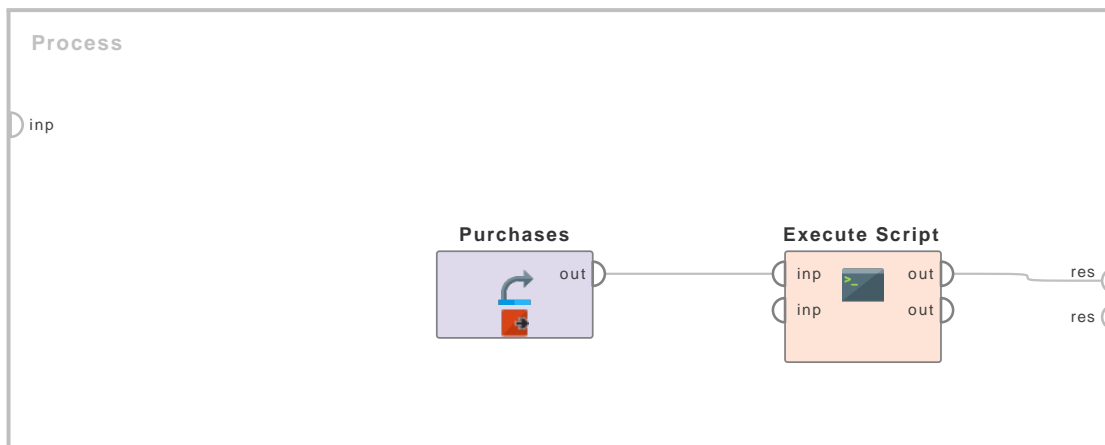 Process
inp
Purchases
Execute Script
out
inp
out
res
inp
out
res